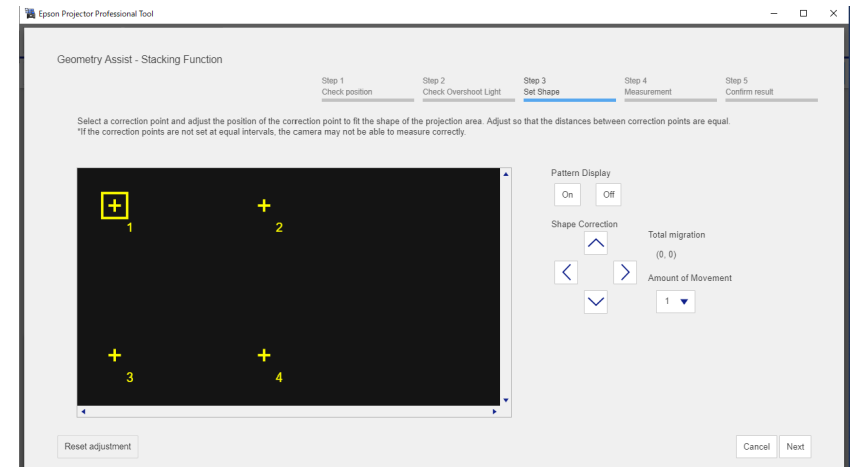 Epson Projector Professional Tool
Geometry Assist - Stacking Function
Step 1
Check position
Step 2
Check Overshoot Light
Step 3
Set Shape
Step 4
Measurement
Step 5
Confirm result
Select a correction point and adjust the position of the correction point to fit the shape of the projection area. Adjust so that the distances between correction points are equal.
*If the correction points are not set at equal intervals, the camera may not be able to measure correctly.
1
2
3
4
Pattern Display
On
Off
Shape Correction
Total migration
(0, 0)
Amount of Movement
1
Reset adjustment
Cancel
Next